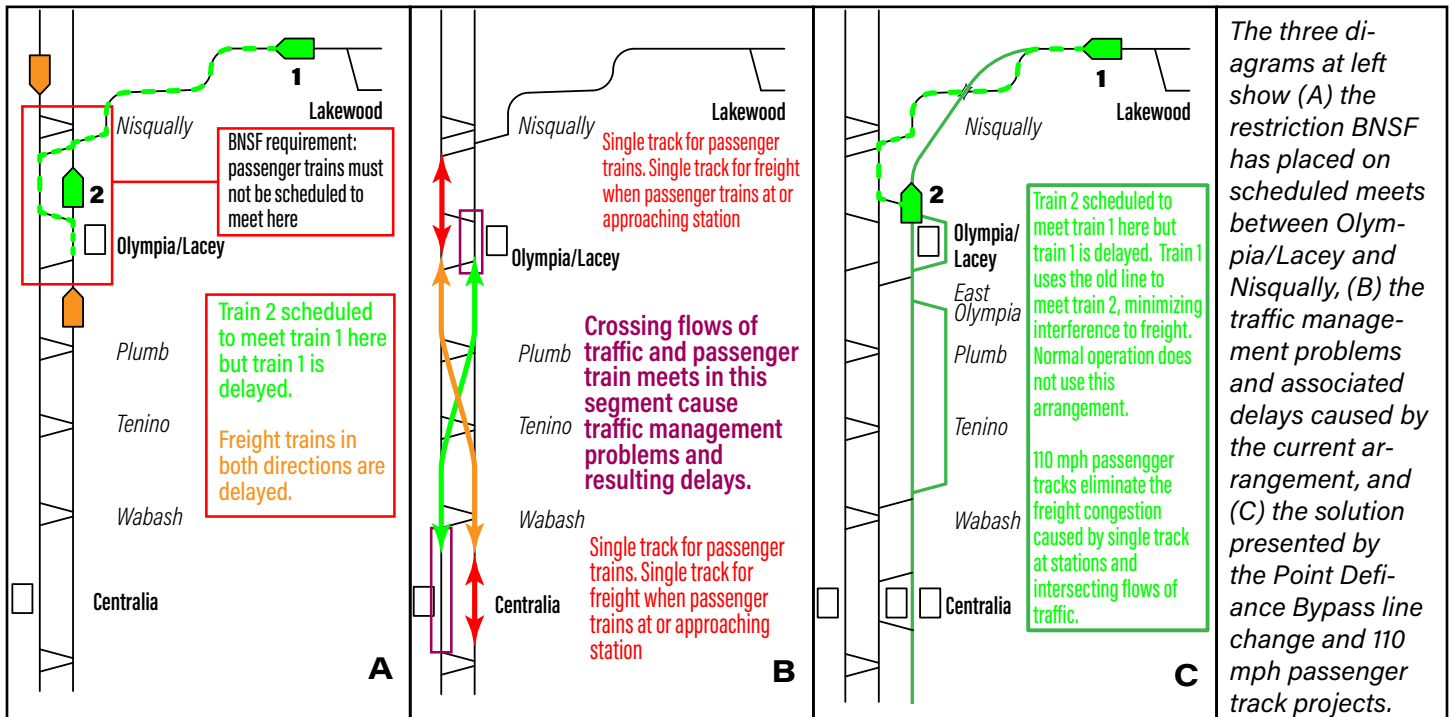 1
Lakewood
Nisqually
BNSF requirement:
passenger trains must
not be scheduled to
meet here
2
Olympia/Lacey
Train 2 scheduled
to meet train 1 here
but train 1 is
delayed.
Freight trains in
both directions are
delayed.
Plumb
Tenino
Wabash
Centralia
A
Lakewood
Nisqually
Single track for passenger
trains. Single track for freight
when passenger trains at or
approaching station
Olympia/Lacey
Crossing flows of
traffic and passenger
train meets in this
segment cause
traffic management
problems and
resulting delays.
Plumb
Tenino
Wabash
Single track for passenger
trains. Single track for
freight when passenger
trains at or approaching
station
Centralia
B
1
Lakewood
Nisqually
2
Olympia/
Lacey
East
Olympia
Plumb
Tenino
Wabash
Centralia
Train 2 scheduled to
meet train 1 here but
train 1 is delayed. Train 1
uses the old line to
meet train 2, minimizing
interference to freight.
Normal operation does
not use this
arrangement.
110 mph passengger
tracks eliminate the
freight congestion
caused by single track
at stations and
intersecting flows of
traffic.
C
The three di-
agrams at left
show (A) the
restriction BNSF
has placed on
scheduled meets
between Olym-
pia/Lacey and
Nisqually, (B) the
traffic manage-
ment problems
and associated
delays caused by
the current ar-
rangement, and
(C) the solution
presented by
the Point Defi-
ance Bypass line
change and 110
mph passenger
track projects.